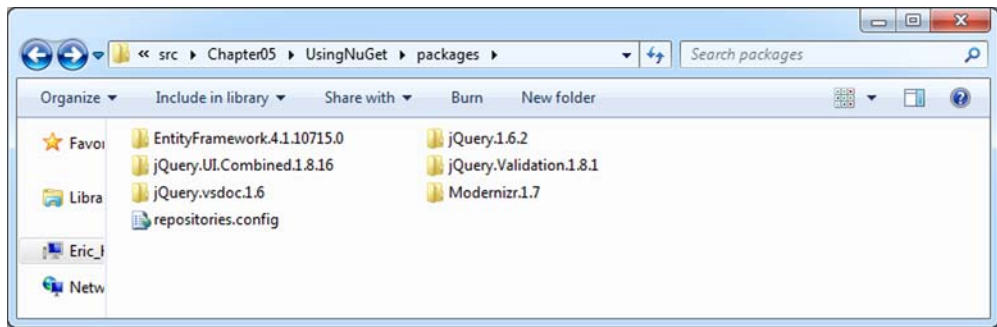 « src Chapter05 UsingNuGet packages Search packages
Organize Include in library Share with Burn New folder
Favor
Libra
Eric_H
Netw
EntityFramework.4.1.10715.0 jQuery.1.6.2
jQuery.UI.Combined.1.8.16 jQuery.Validation.1.8.1
jQuery.vsdoc.1.6 Modernizr.1.7
repositories.config